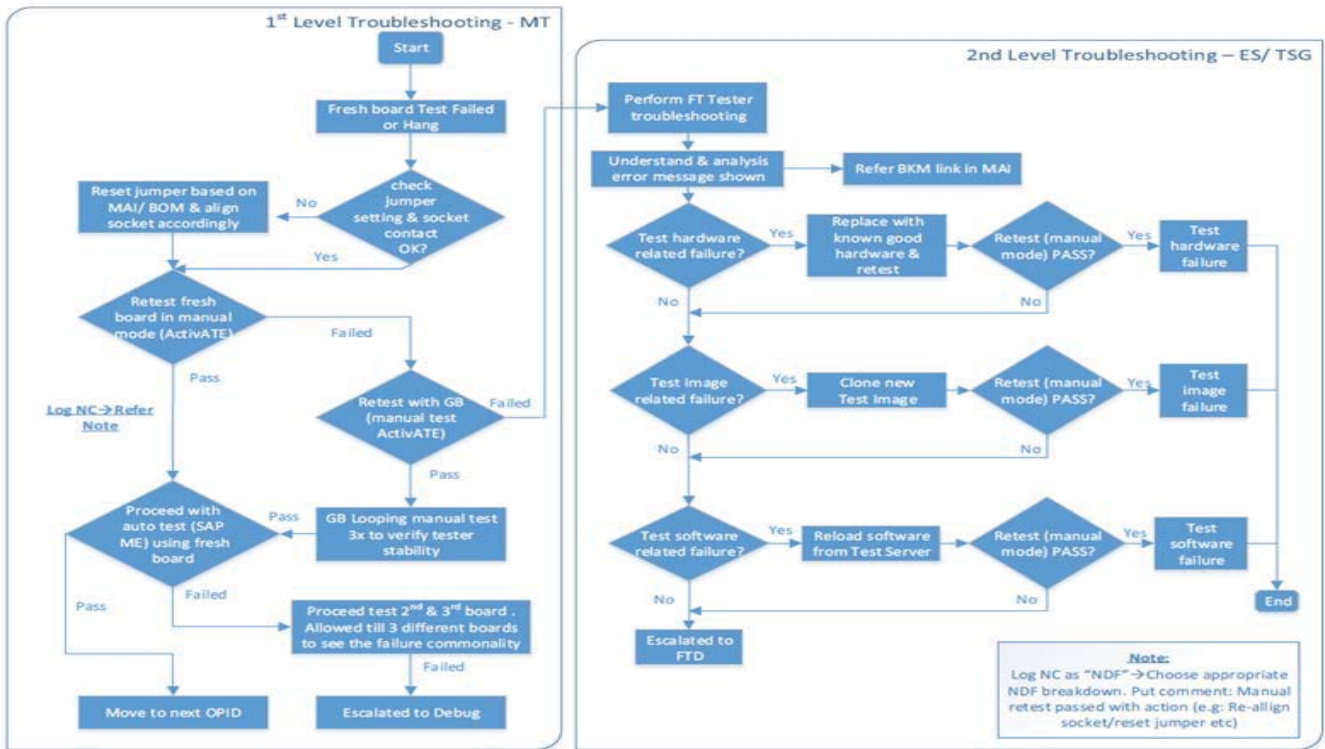 1st Level Troubleshooting - MT
Start
Fresh board Test Failed
or Hang
check
jumper
setting & socket
contact
OK?
No
Reset jumper based on
MAI/ BOM & align
socket accordingly
Yes
Retest fresh
board in manual
mode (ActivATE)
Failed
Pass
Log NC→Refer
Note
Retest with GB
(manual test
ActivATE)
Failed
Pass
GB Looping manual test
3x to verify tester
stability
Pass
Proceed with
auto test (SAP
ME) using fresh
board
Pass
Failed
Proceed test 2nd & 3rd board .
Allowed till 3 different boards
to see the failure commonality
Failed
Move to next OPID
Escalated to Debug
2nd Level Troubleshooting – ES/ TSG
Perform FT Tester
troubleshooting
Understand & analysis
error message shown
Refer BKM link in MAI
Test hardware
related failure?
Yes
Replace with
known good
hardware &
retest
Retest (manual
mode) PASS?
Yes
Test
hardware
failure
No
No
Test image
related failure?
Yes
Clone new
Test Image
Retest (manual
mode) PASS?
Yes
Test
image
failure
No
No
Test software
related failure?
Yes
Reload software
from Test Server
Retest (manual
mode) PASS?
Yes
Test
software
failure
No
No
End
Escalated to
FTD
Note:
Log NC as “NDF”→Choose appropriate
NDF breakdown. Put comment: Manual
retest passed with action (e.g: Re-allign
socket/reset jumper etc)